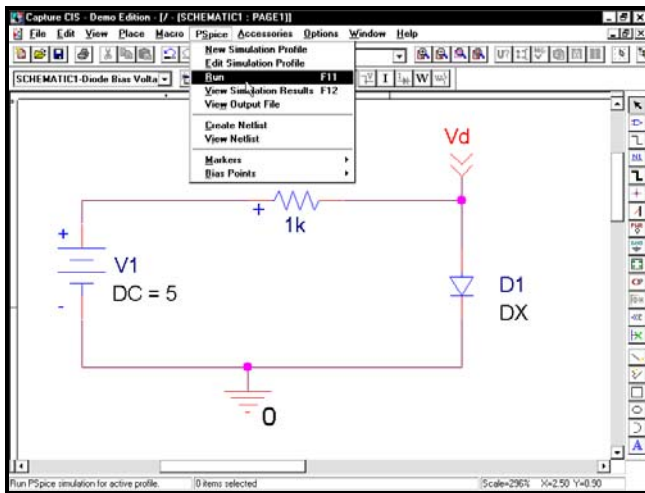 Capture CIS - Demo Edition - [/ - (SCHEMATIC1 : PAGE1)]
File Edit View Place Macro PSpice Accessories Options Window Help
New Simulation Profile
Edit Simulation Profile
Run F11
View Simulation Results F12
View Output File
Create Netlist
View Netlist
Markers
Bias Points
SCHEMATIC1-Diode Bias Volta
I W
U?
Vd
+
1k
+
V1
DC = 5
-
D1
DX
0
A
Run PSpice simulation for active profile. 0 items selected Scale=296% X=2.50 Y=0.90